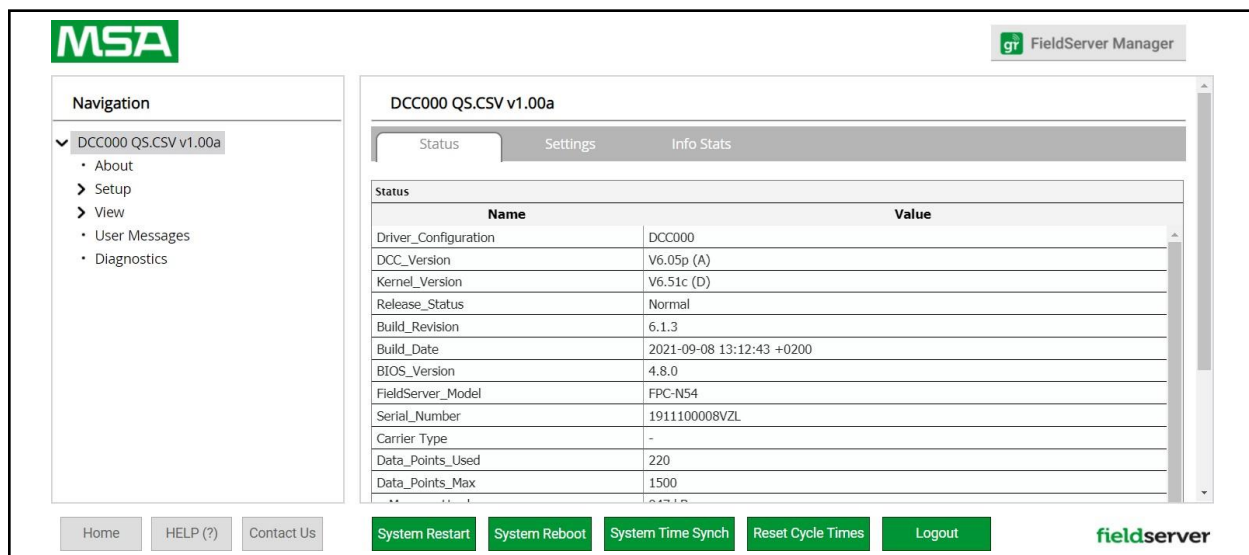 MSA
gr FieldServer Manager
Navigation
DCC000 QS.CSV v1.00a
• About
Setup
View
• User Messages
• Diagnostics
DCC000 QS.CSV v1.00a
Status Settings Info Stats
Status
Name Value
Driver_Configuration DCC000
DCC_Version V6.05p (A)
Kernel_Version V6.51c (D)
Release_Status Normal
Build_Revision 6.1.3
Build_Date 2021-09-08 13:12:43 +0200
BIOS_Version 4.8.0
FieldServer_Model FPC-N54
Serial_Number 1911100008VZL
Carrier Type -
Data_Points_Used 220
Data_Points_Max 1500
Home HELP (?) Contact Us System Restart System Reboot System Time Synch Reset Cycle Times Logout fieldserver